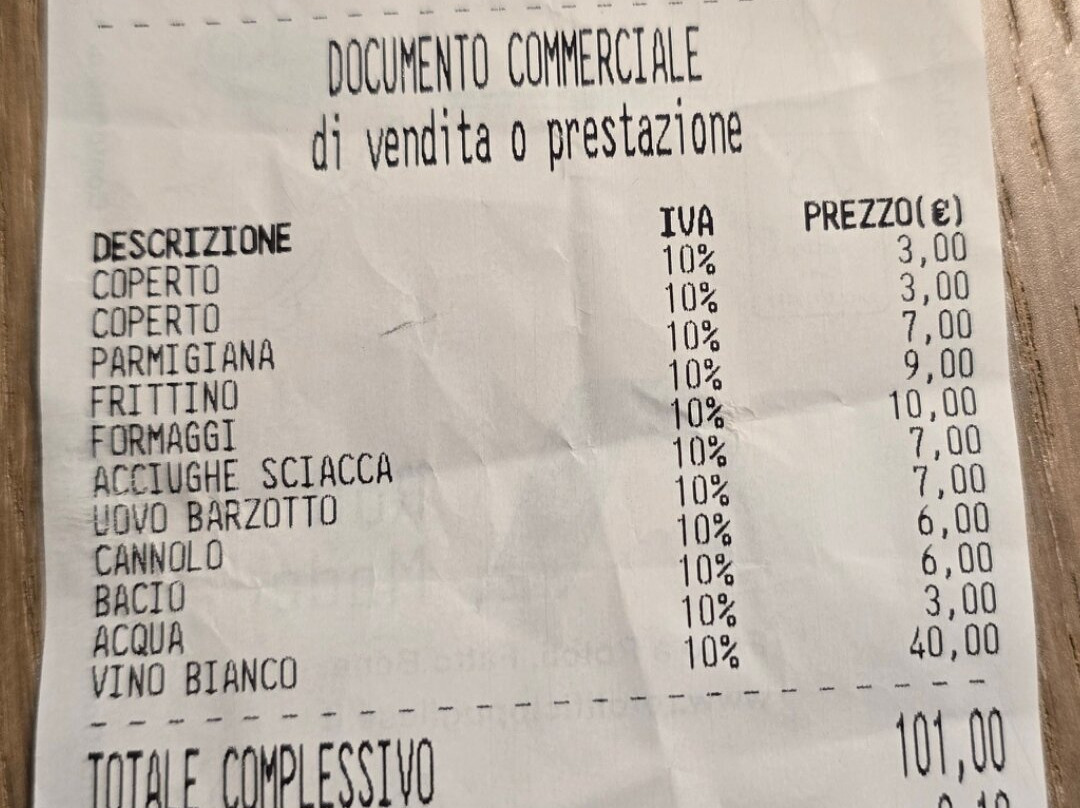 DOCUMENTO COMMERCIALE
di vendita o prestazione
DESCRIZIONE IVA PREZZO(€)
COPERTO 10% 3,00
COPERTO 10% 3,00
PARMIGIANA 10% 7,00
FRITTINO 10% 9,00
FORMAGGI 10% 10,00
ACCIUGHE SCIACCA 10% 7,00
UOVO BARZOTTO 10% 7,00
CANNOLO 10% 6,00
BACIO 10% 6,00
ACQUA 10% 3,00
VINO BIANCO 10% 40,00
TOTALE COMPLESSIVO 101,00